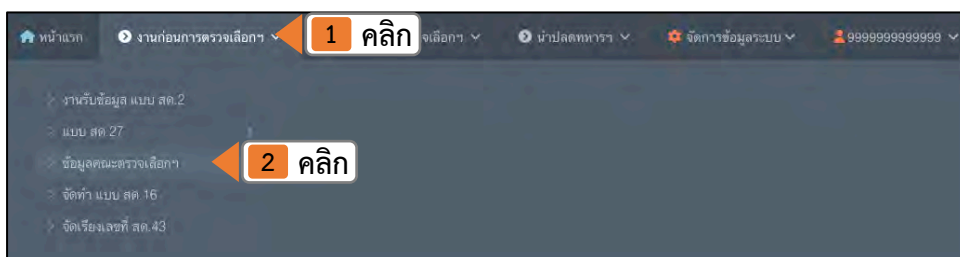 หน้าแรก งานก่อนการตรวจเลือกฯ 1 คลิก จเลือกฯ นำปลดทหารฯ จัดการข้อมูลระบบ 9999999999999
งานรับข้อมูล แบบ สด.2
แบบ สด 27
ข้อมูลคณะตรวจเลือกฯ 2 คลิก
จัดทำ แบบ สด 16
จัดเรียงเลขที่ สด.43